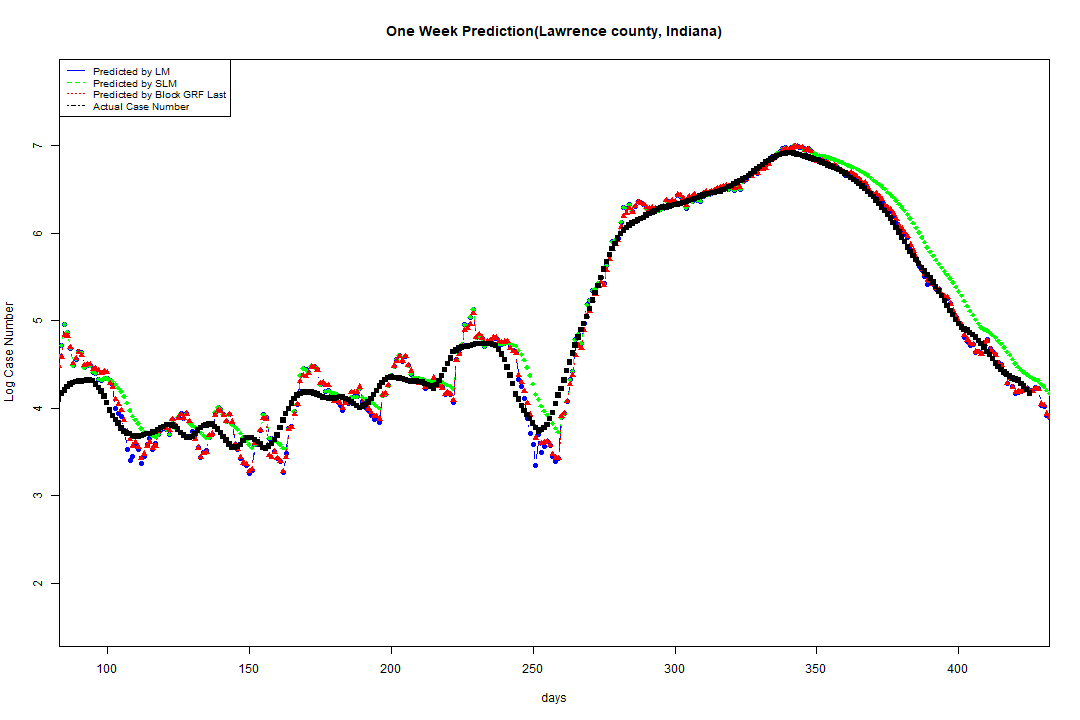 One Week Prediction(Lawrence county, Indiana)
Predicted by LM
Predicted by SLM
Predicted by Block GRF Last
Actual Case Number
7
6
5
4
3
2
Log Case Number
100 150 200 250 300 350 400
days